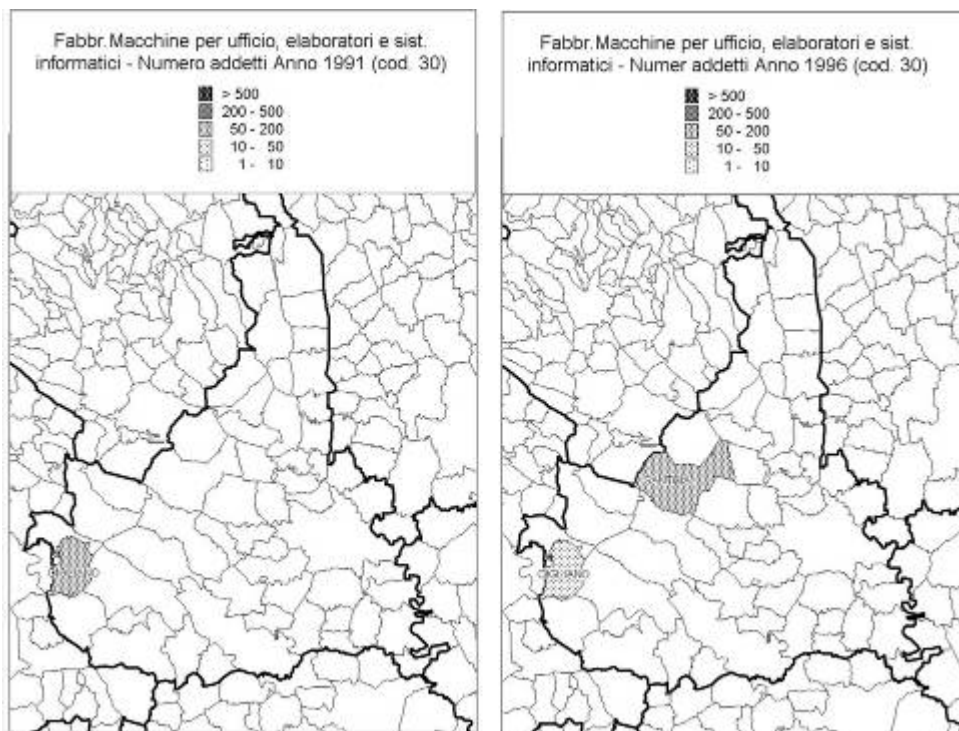 Fabbr.Macchine per ufficio, elaboratori e sist.
informatici - Numero addetti Anno 1991 (cod. 30)
> 500
200 - 500
50 - 200
10 - 50
1 - 10
Fabbr.Macchine per ufficio, elaboratori e sist.
informatici - Numer addetti Anno 1996 (cod. 30)
> 500
200 - 500
50 - 200
10 - 50
1 - 10
CIGLIANO